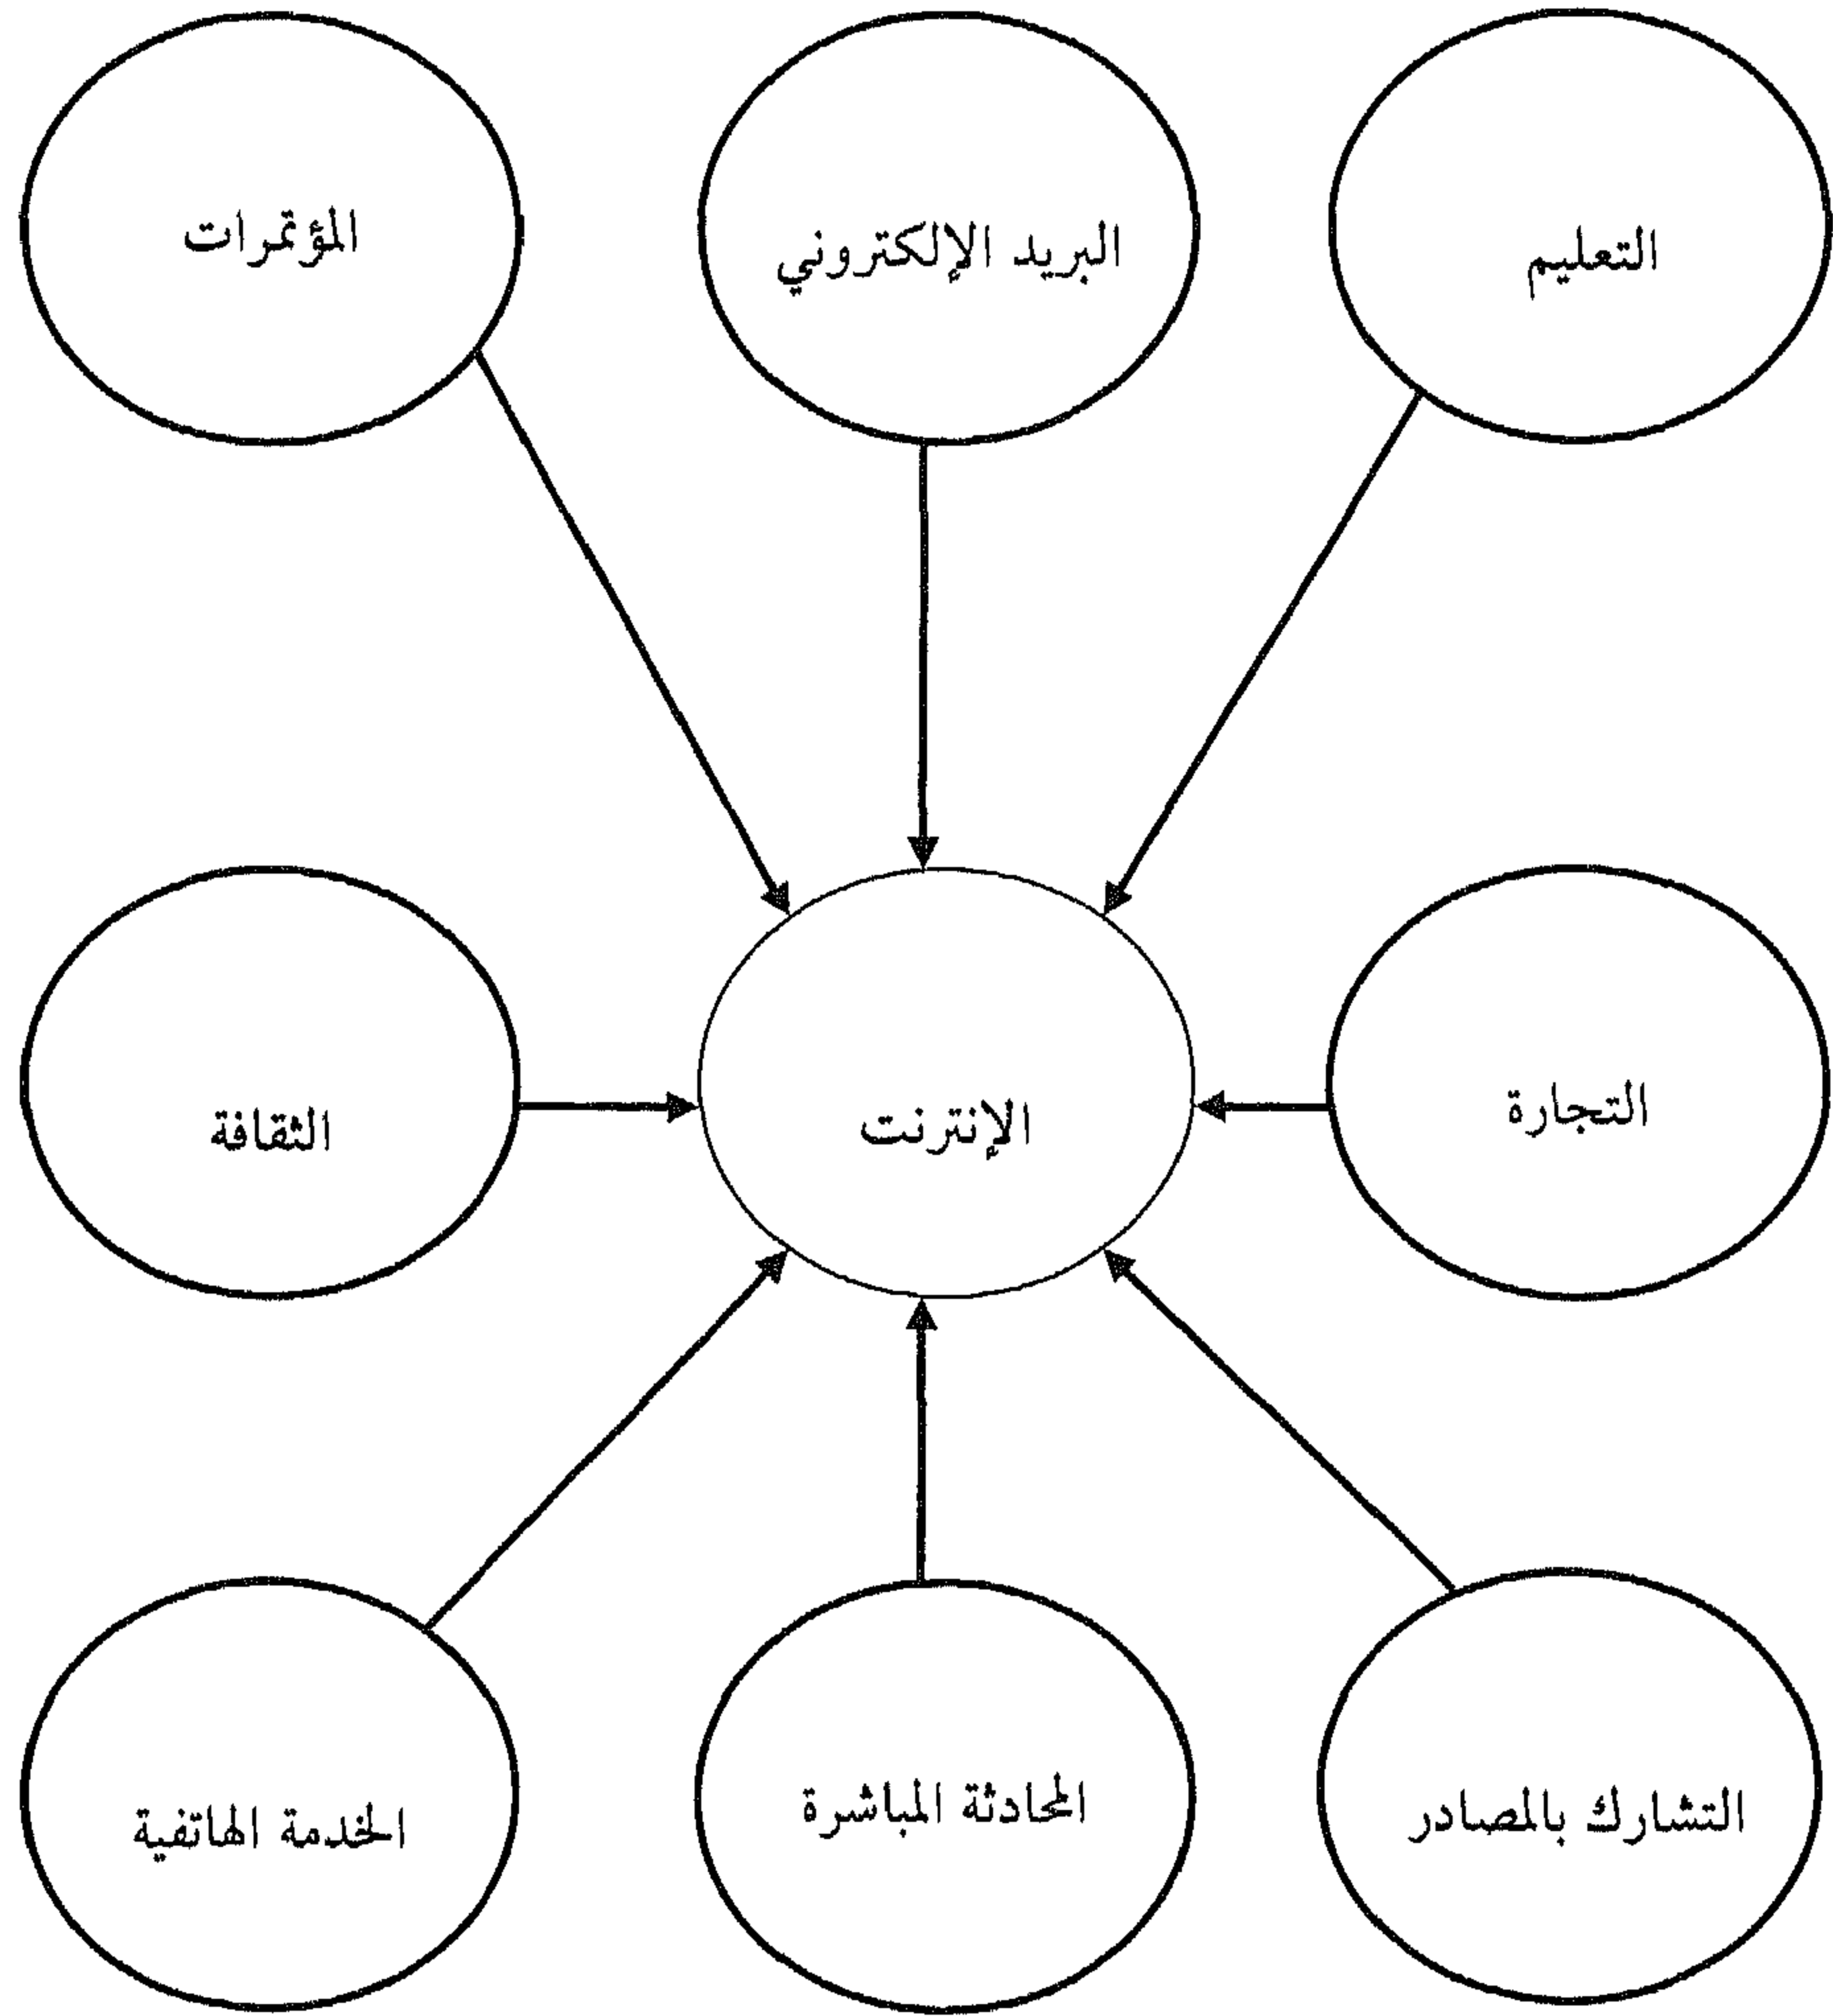 التعليم
البريد الإلكتروني
المؤتمرات
التجارة
الإنترنت
الثقافة
التشارك بالمصادر
المحادثة المباشرة
الخدمة الهاتفية